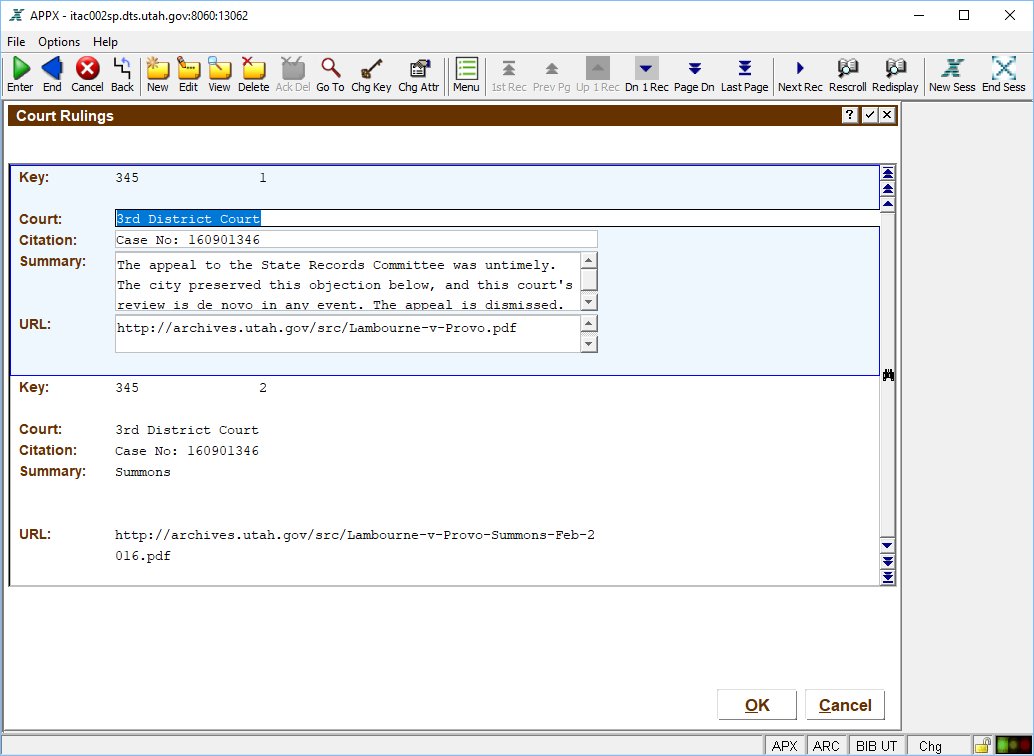 APPX - itac002sp.dts.utah.gov:8060:13062
File Options Help
Enter End Cancel Back New Edit View Delete Ack Del Go To Chg Key Chg Attr Menu 1st Rec Prev Pg Up 1 Rec Dn 1 Rec Page Dn Last Page Next Rec Rescroll Redisplay New Sess End Sess
Court Rulings
Key: 345 1
Court: 3rd District Court
Citation: Case No: 160901346
Summary: The appeal to the State Records Committee was untimely.
The city preserved this objection below, and this court's
review is de novo in any event. The appeal is dismissed.
URL: http://archives.utah.gov/src/Lambourne-v-Provo.pdf
Key: 345 2
Court: 3rd District Court
Citation: Case No: 160901346
Summary: Summons
URL: http://archives.utah.gov/src/Lambourne-v-Provo-Summons-Feb-2
016.pdf
OK Cancel
APX ARC BIB UT Chg